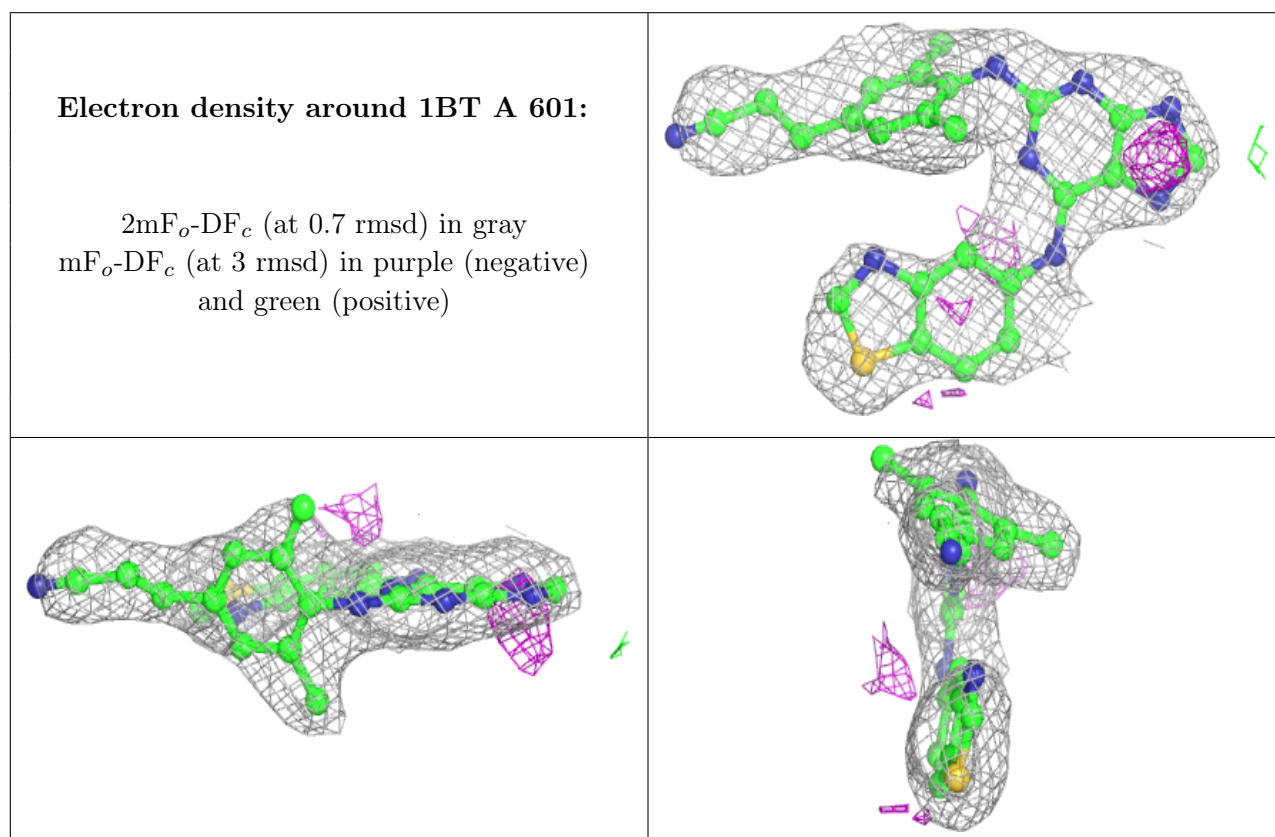 Electron density around 1BT A 601:
2mFo-DFc (at 0.7 rmsd) in gray
mFo-DFc (at 3 rmsd) in purple (negative)
and green (positive)